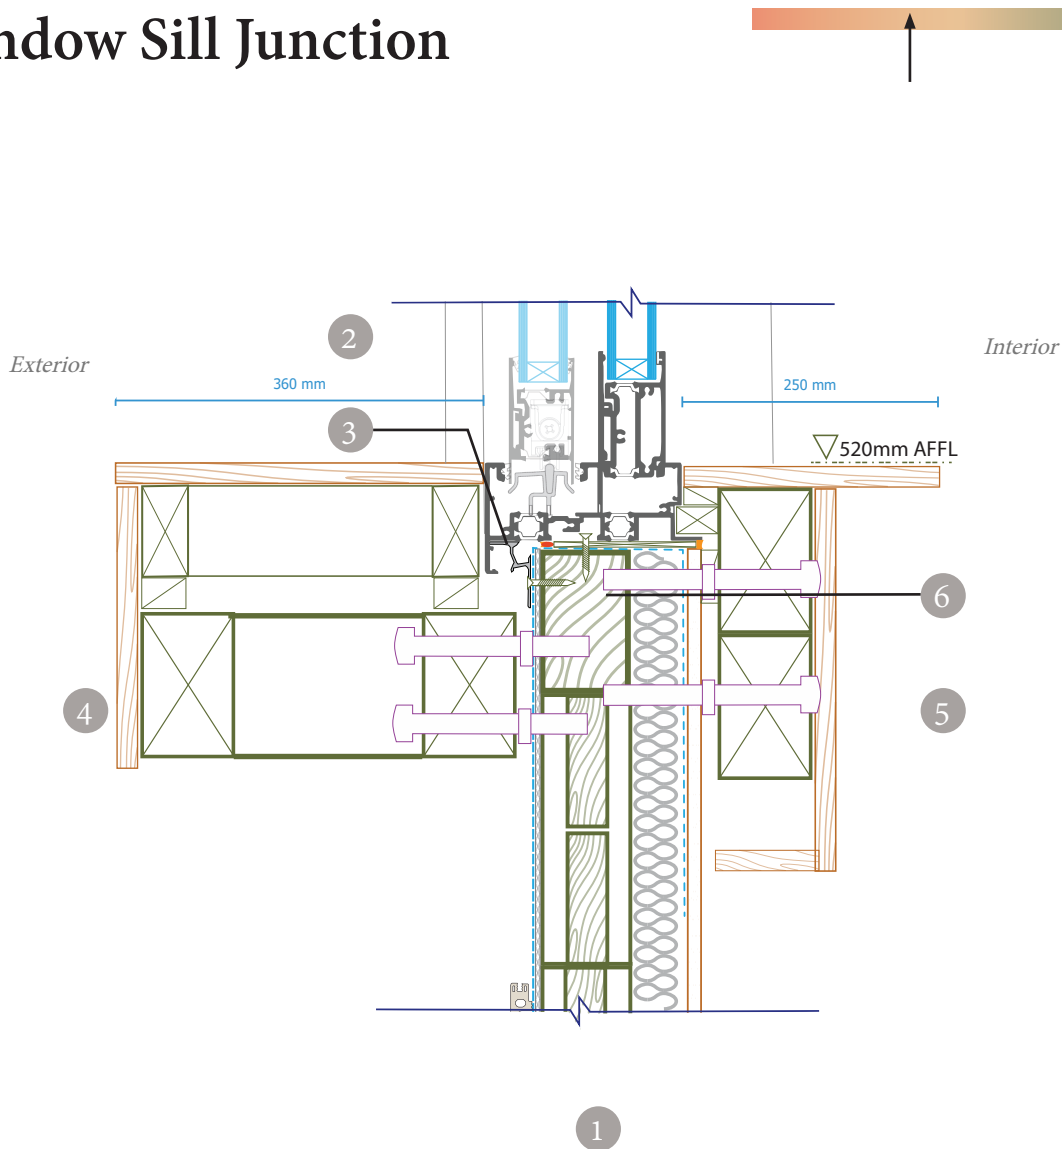 ndow Sill Junction
2
Exterior
Interior
360 mm
250 mm
3
520mm AFFL
6
4
5
1